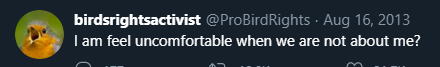 birdsrightsactivist @ProBirdRights · Aug 16, 2013
I am feel uncomfortable when we are not about me?